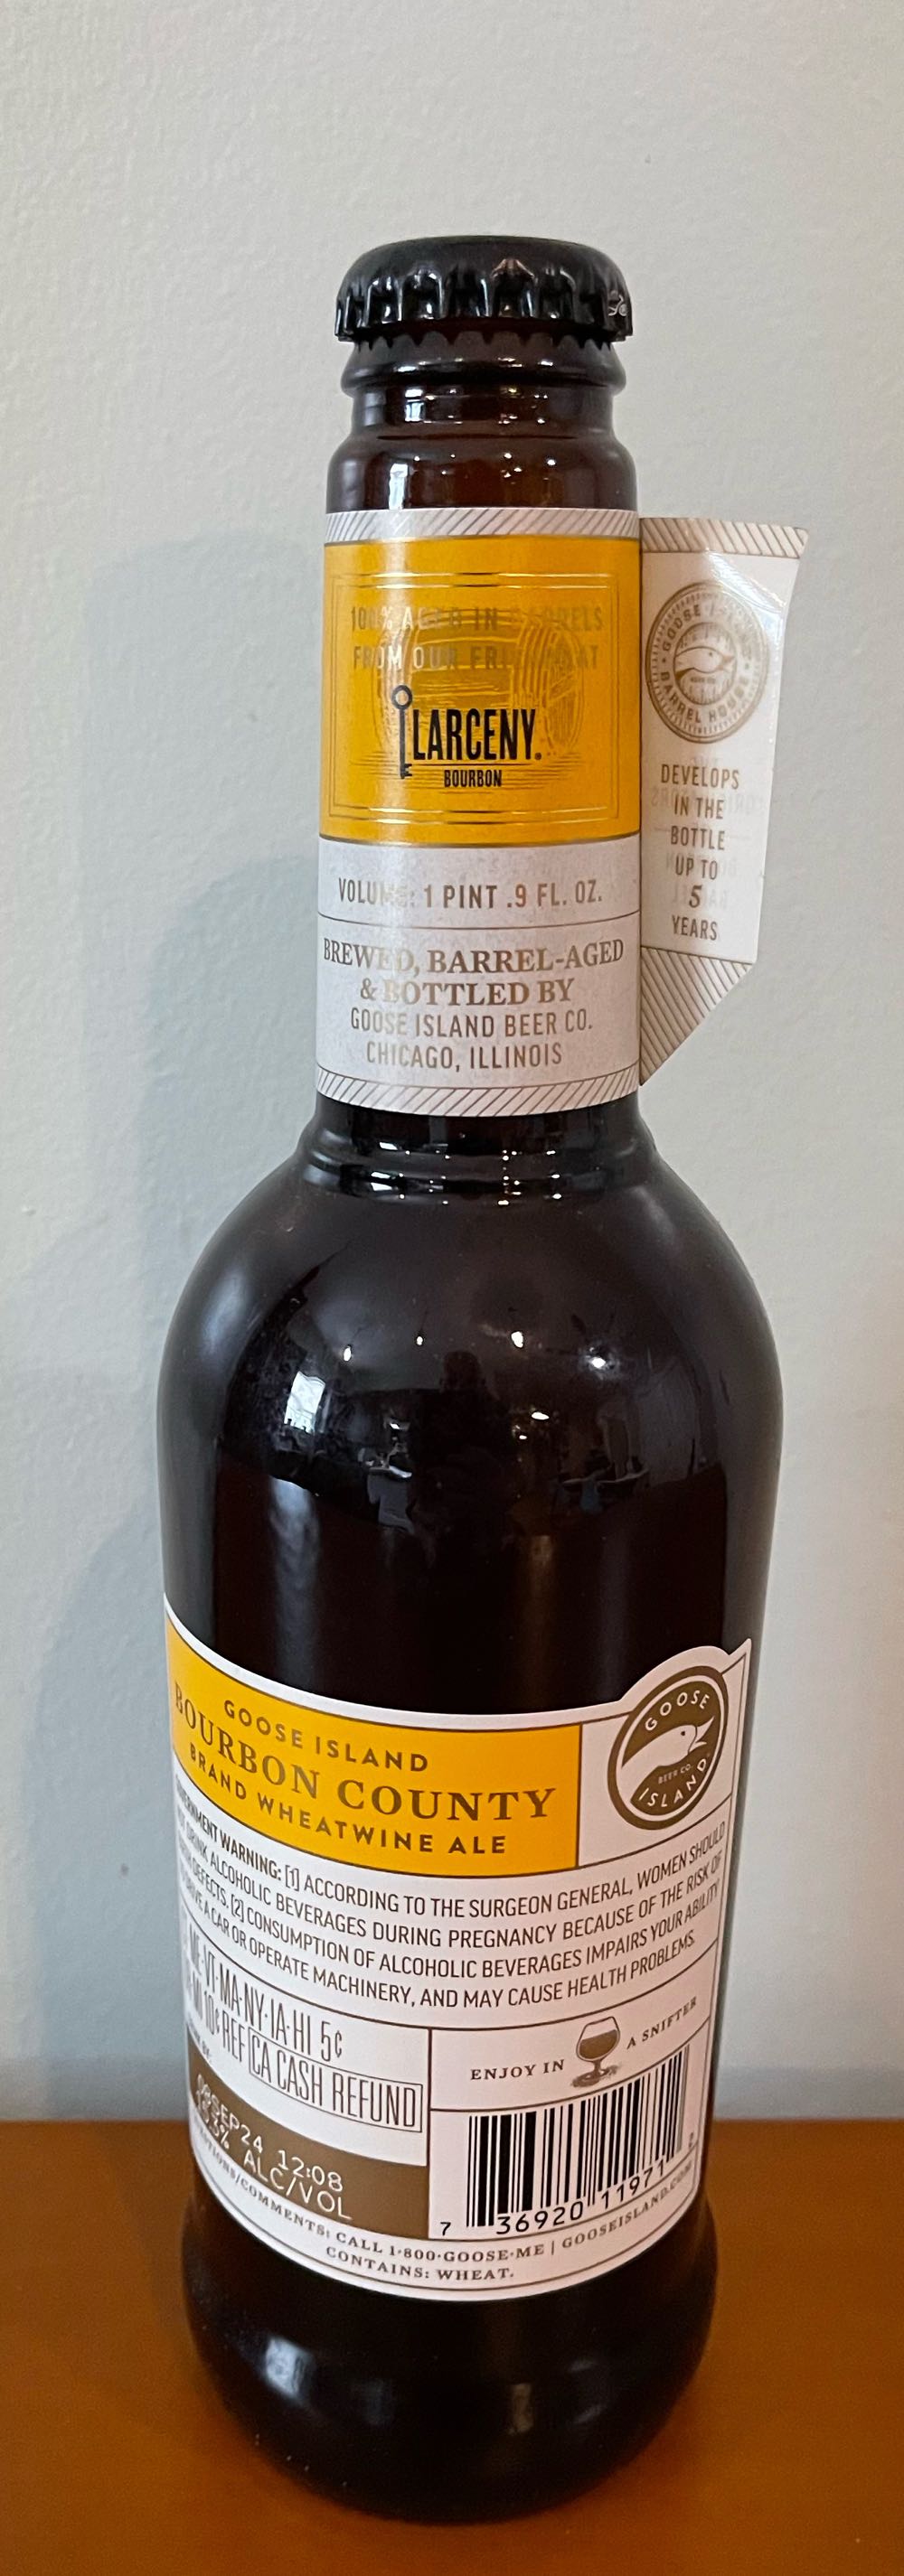 100% AGED IN BARRELS
FROM OUR FRIENDS AT
LARCENY.
BOURBON
VOLUME: 1 PINT .9 FL. OZ.
BREWED, BARREL-AGED
& BOTTLED BY
GOOSE ISLAND BEER CO.
CHICAGO, ILLINOIS
GOOSE ISLAND
BARREL HOUSE
DEVELOPS
IN THE
BOTTLE
UP TO
5
YEARS
GOOSE ISLAND
BOURBON COUNTY
BRAND WHEATWINE ALE
GOOSE
BEER CO.
ISLAND
GOVERNMENT WARNING: [1] ACCORDING TO THE SURGEON GENERAL, WOMEN SHOULD
DRINK ALCOHOLIC BEVERAGES DURING PREGNANCY BECAUSE OF THE RISK OF
DEFECTS. [2] CONSUMPTION OF ALCOHOLIC BEVERAGES IMPAIRS YOUR ABILITY
DRIVE A CAR OR OPERATE MACHINERY, AND MAY CAUSE HEALTH PROBLEMS.
ME·VT·MA·NY·IA·HI 5¢
MI 10¢ REF CA CASH REFUND
ENJOY IN A SNIFTER
SEP24 12:08
ALC/VOL
7 36920 11971 2
QUESTIONS/COMMENTS: CALL 1·800·GOOSE·ME | GOOSEISLAND.COM
CONTAINS: WHEAT.